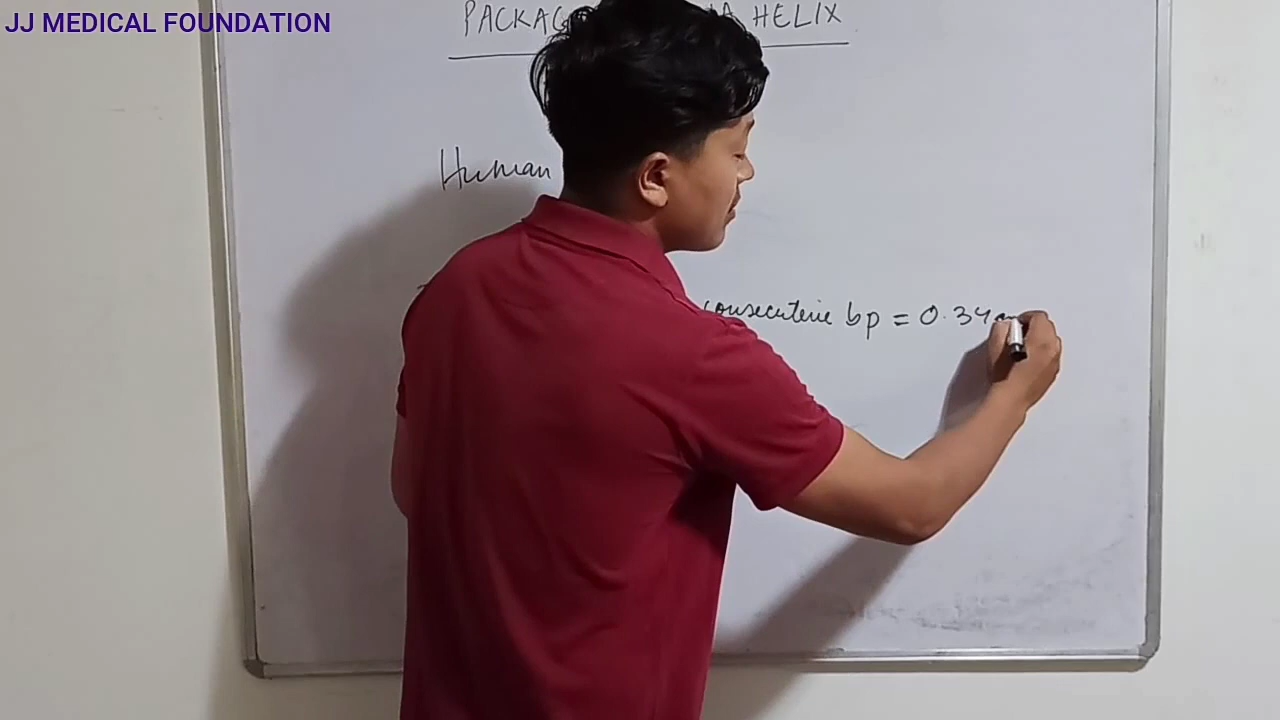 JJ MEDICAL FOUNDATION
PACKAG HELIX
Human
consecutive bp = 0.34